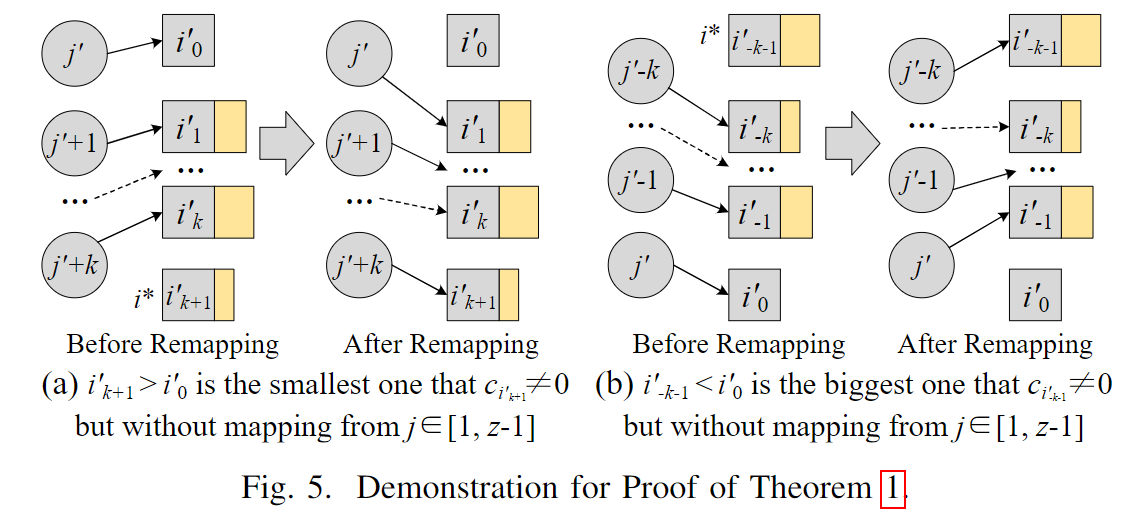 j' i'0 j' i'0
j'+1 i'1 j'+1 i'1
... ... ... ...
j'+k i'k j'+k i'k
i* i'k+1 i'k+1
Before Remapping After Remapping
(a) i'k+1 > i'0 is the smallest one that ci'k+1≠0
but without mapping from j∈[1, z-1]
i* i'-k-1 i'-k-1
j'-k i'-k j'-k i'-k
... ... ... ...
j'-1 i'-1 j'-1 i'-1
j' i'0 j' i'0
Before Remapping After Remapping
(b) i'-k-1 < i'0 is the biggest one that ci'-k-1≠0
but without mapping from j∈[1, z-1]
Fig. 5. Demonstration for Proof of Theorem 1.